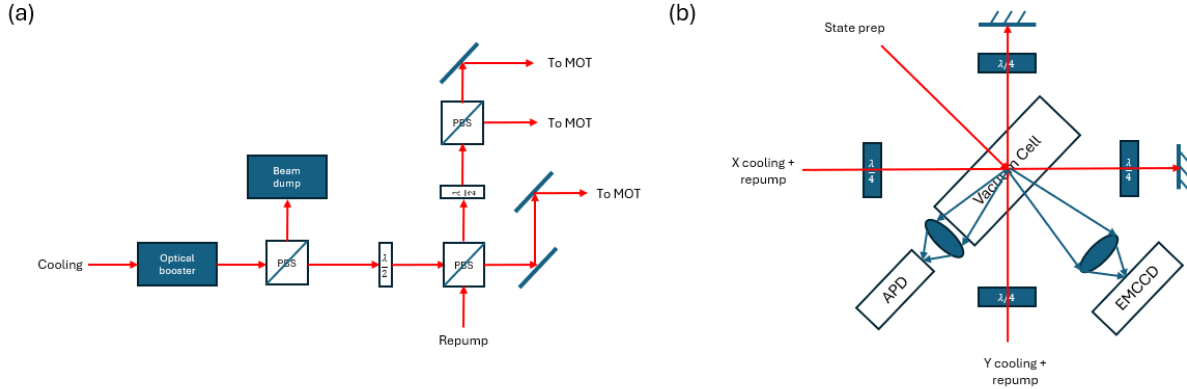 (a)
To MOT
PBS
To MOT
Beam
dump
λ
2
To MOT
Cooling
Optical
booster
PBS
λ
2
PBS
Repump
(b)
State prep
λ/4
Vacuum Cell
X cooling +
repump
λ
4
λ
4
APD
EMCCD
λ/4
Y cooling +
repump